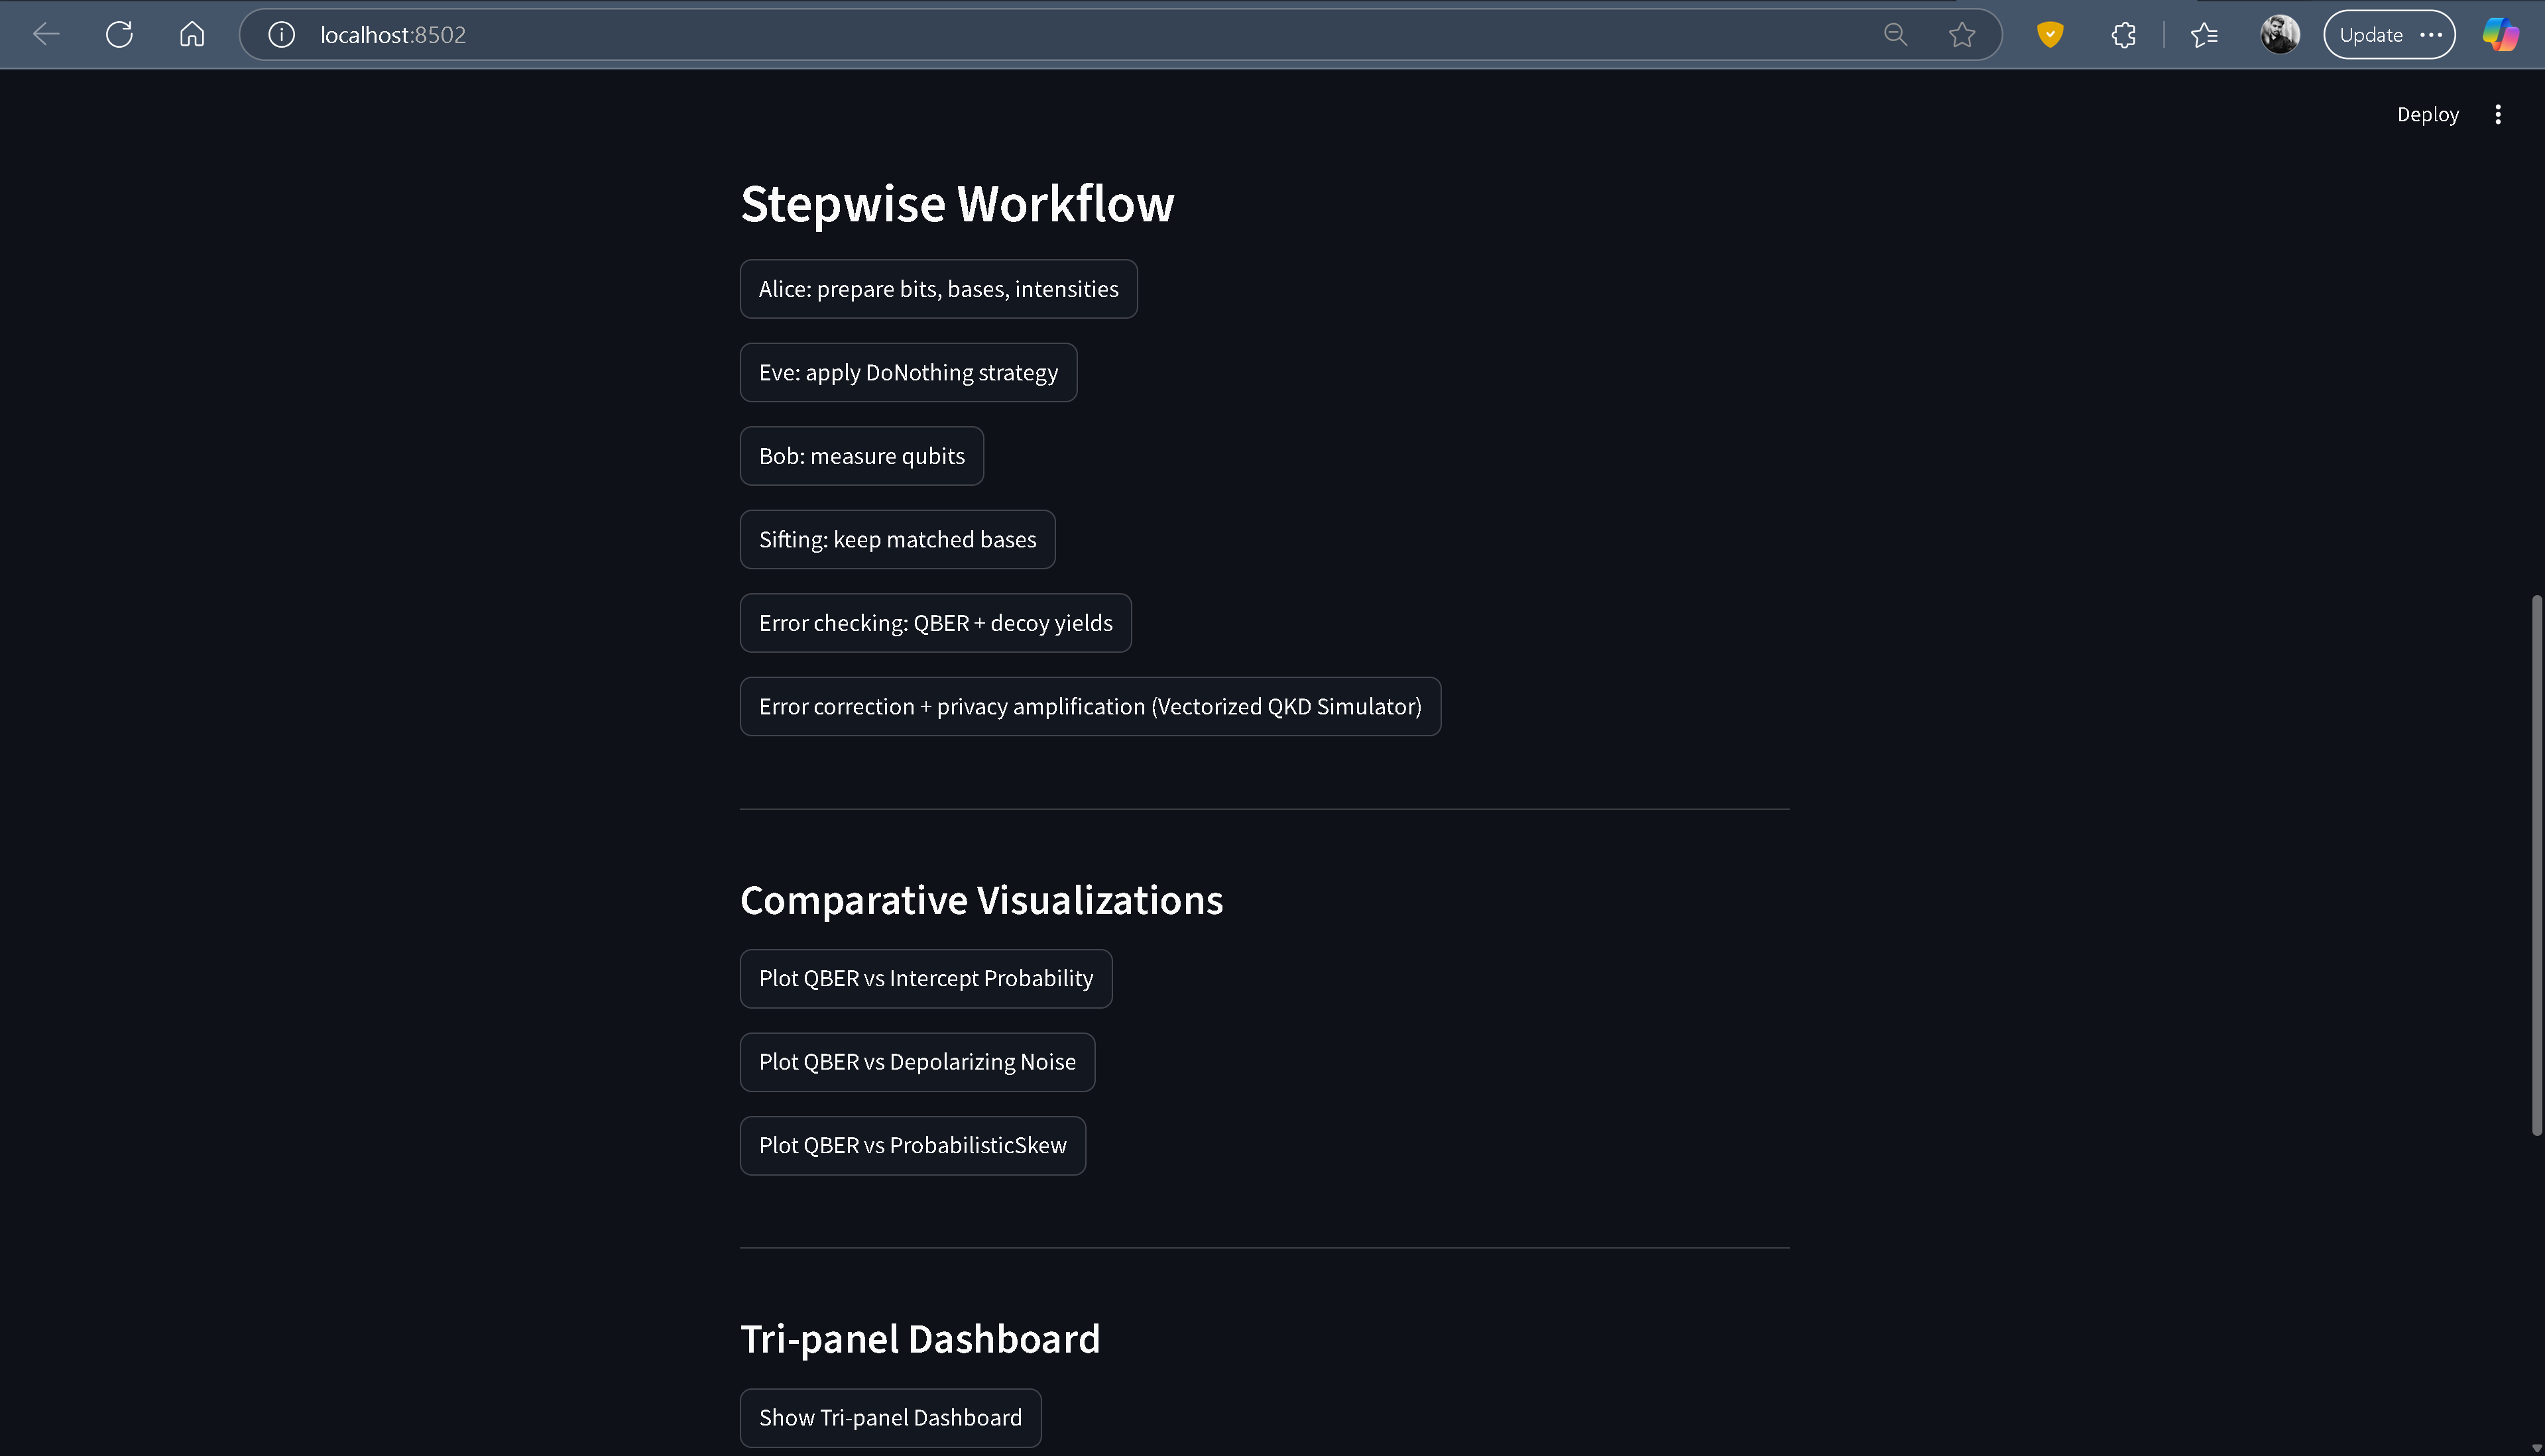 localhost:8502
Update
Deploy
Stepwise Workflow
Alice: prepare bits, bases, intensities
Eve: apply DoNothing strategy
Bob: measure qubits
Sifting: keep matched bases
Error checking: QBER + decoy yields
Error correction + privacy amplification (Vectorized QKD Simulator)
Comparative Visualizations
Plot QBER vs Intercept Probability
Plot QBER vs Depolarizing Noise
Plot QBER vs ProbabilisticSkew
Tri-panel Dashboard
Show Tri-panel Dashboard